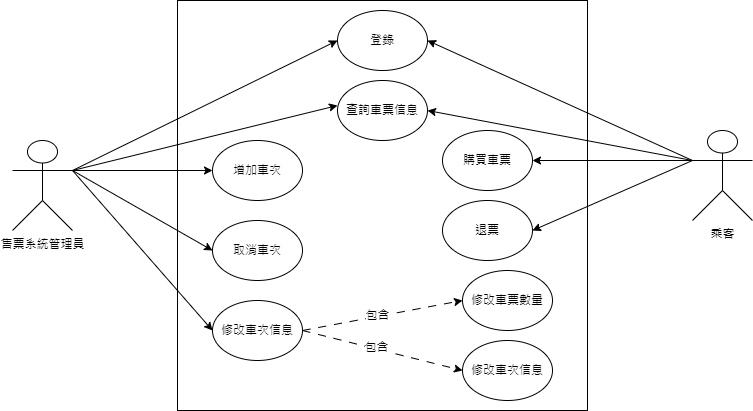 登錄
查詢車票信息
增加車次
購買車票
取消車次
退票
售票系統管理員
乘客
修改車次信息
包含
修改車票數量
包含
修改車次信息